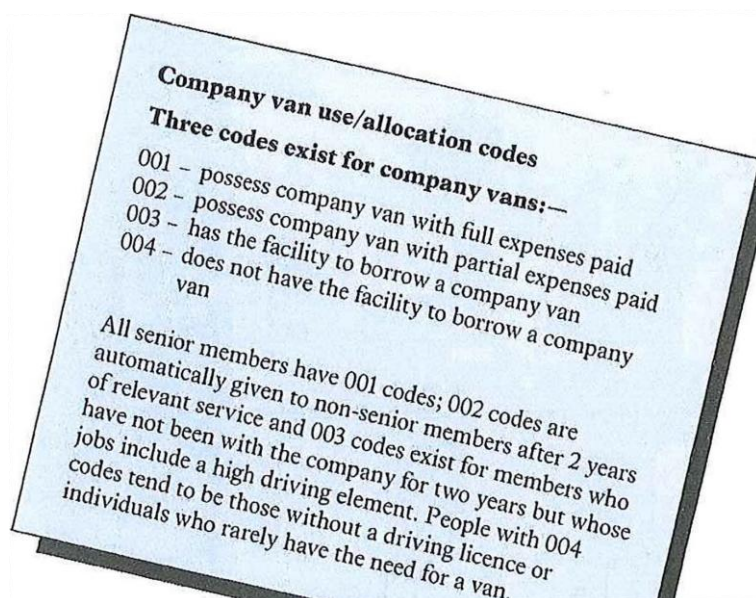 Company van use/allocation codes
Three codes exist for company vans:—
001 – possess company van with full expenses paid
002 – possess company van with partial expenses paid
003 – has the facility to borrow a company van
004 – does not have the facility to borrow a company
van
All senior members have 001 codes; 002 codes are
automatically given to non-senior members after 2 years
of relevant service and 003 codes exist for members who
have not been with the company for two years but whose
jobs include a high driving element. People with 004
codes tend to be those without a driving licence or
individuals who rarely have the need for a van.